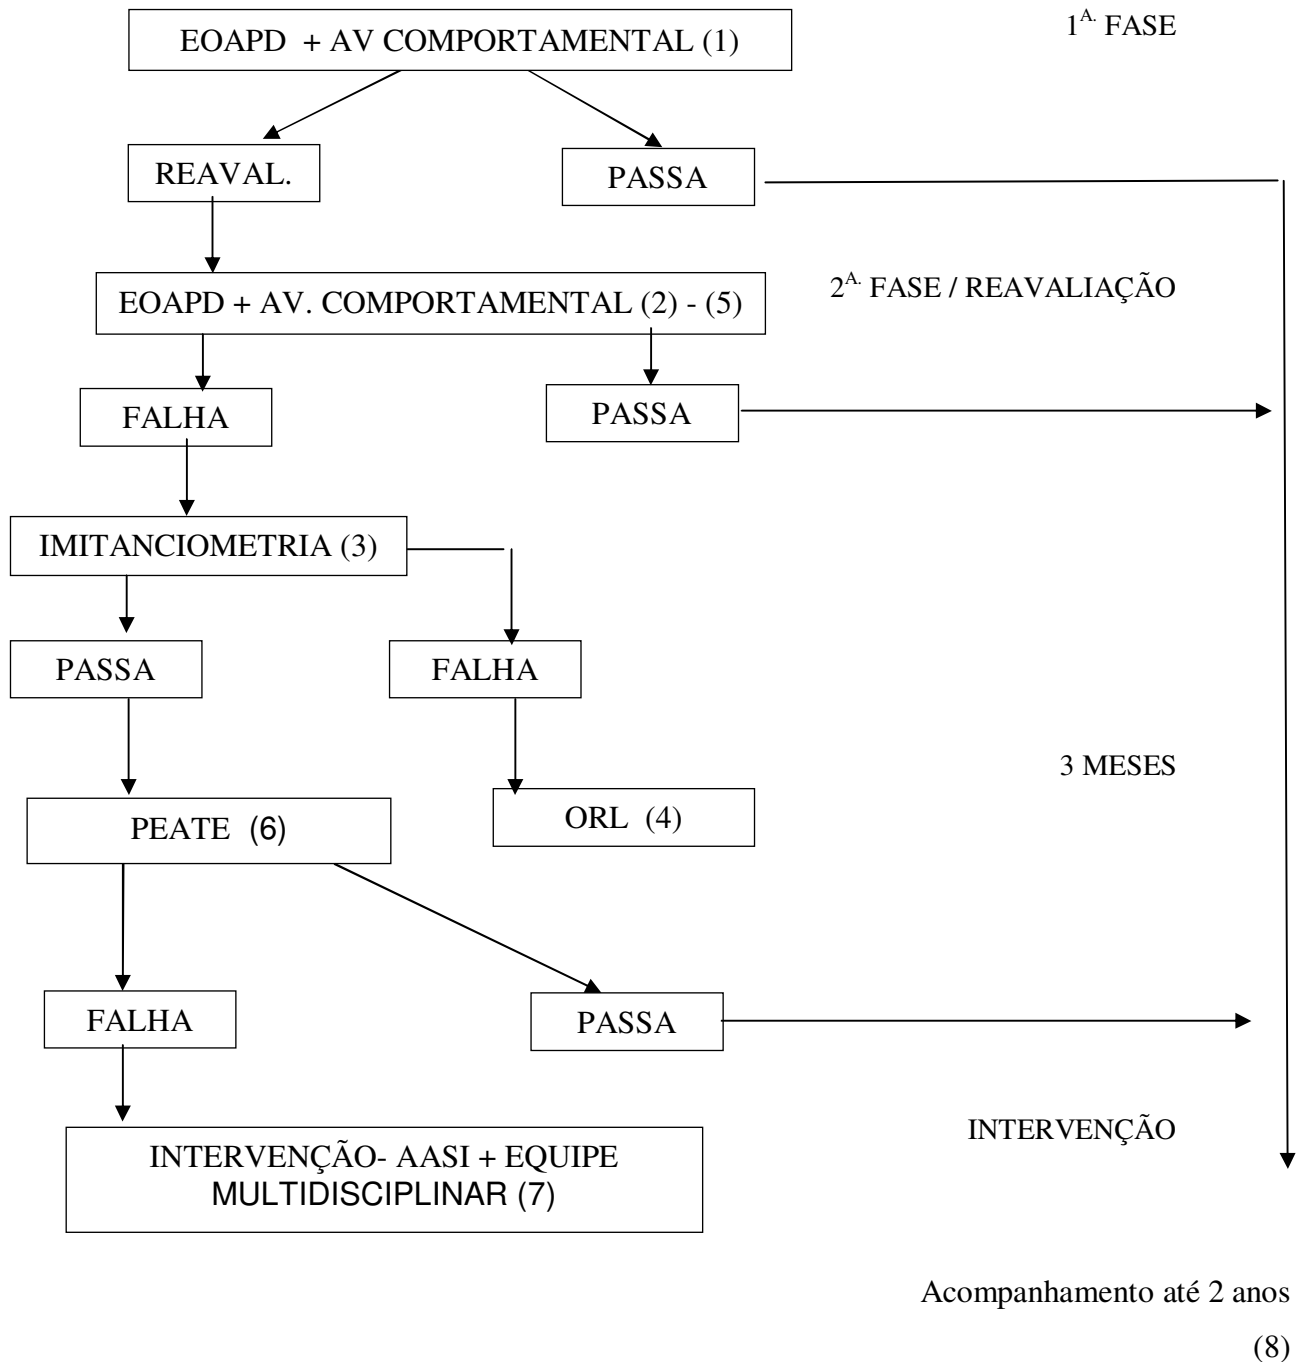 EOAPD + AV COMPORTAMENTAL (1)
1A. FASE
REAVAL.
PASSA
EOAPD + AV. COMPORTAMENTAL (2) - (5)
2A. FASE / REAVALIAÇÃO
FALHA
PASSA
IMITANCIOMETRIA (3)
PASSA
FALHA
3 MESES
PEATE (6)
ORL (4)
FALHA
PASSA
INTERVENÇÃO
INTERVENÇÃO- AASI + EQUIPE
MULTIDISCIPLINAR (7)
Acompanhamento até 2 anos
(8)